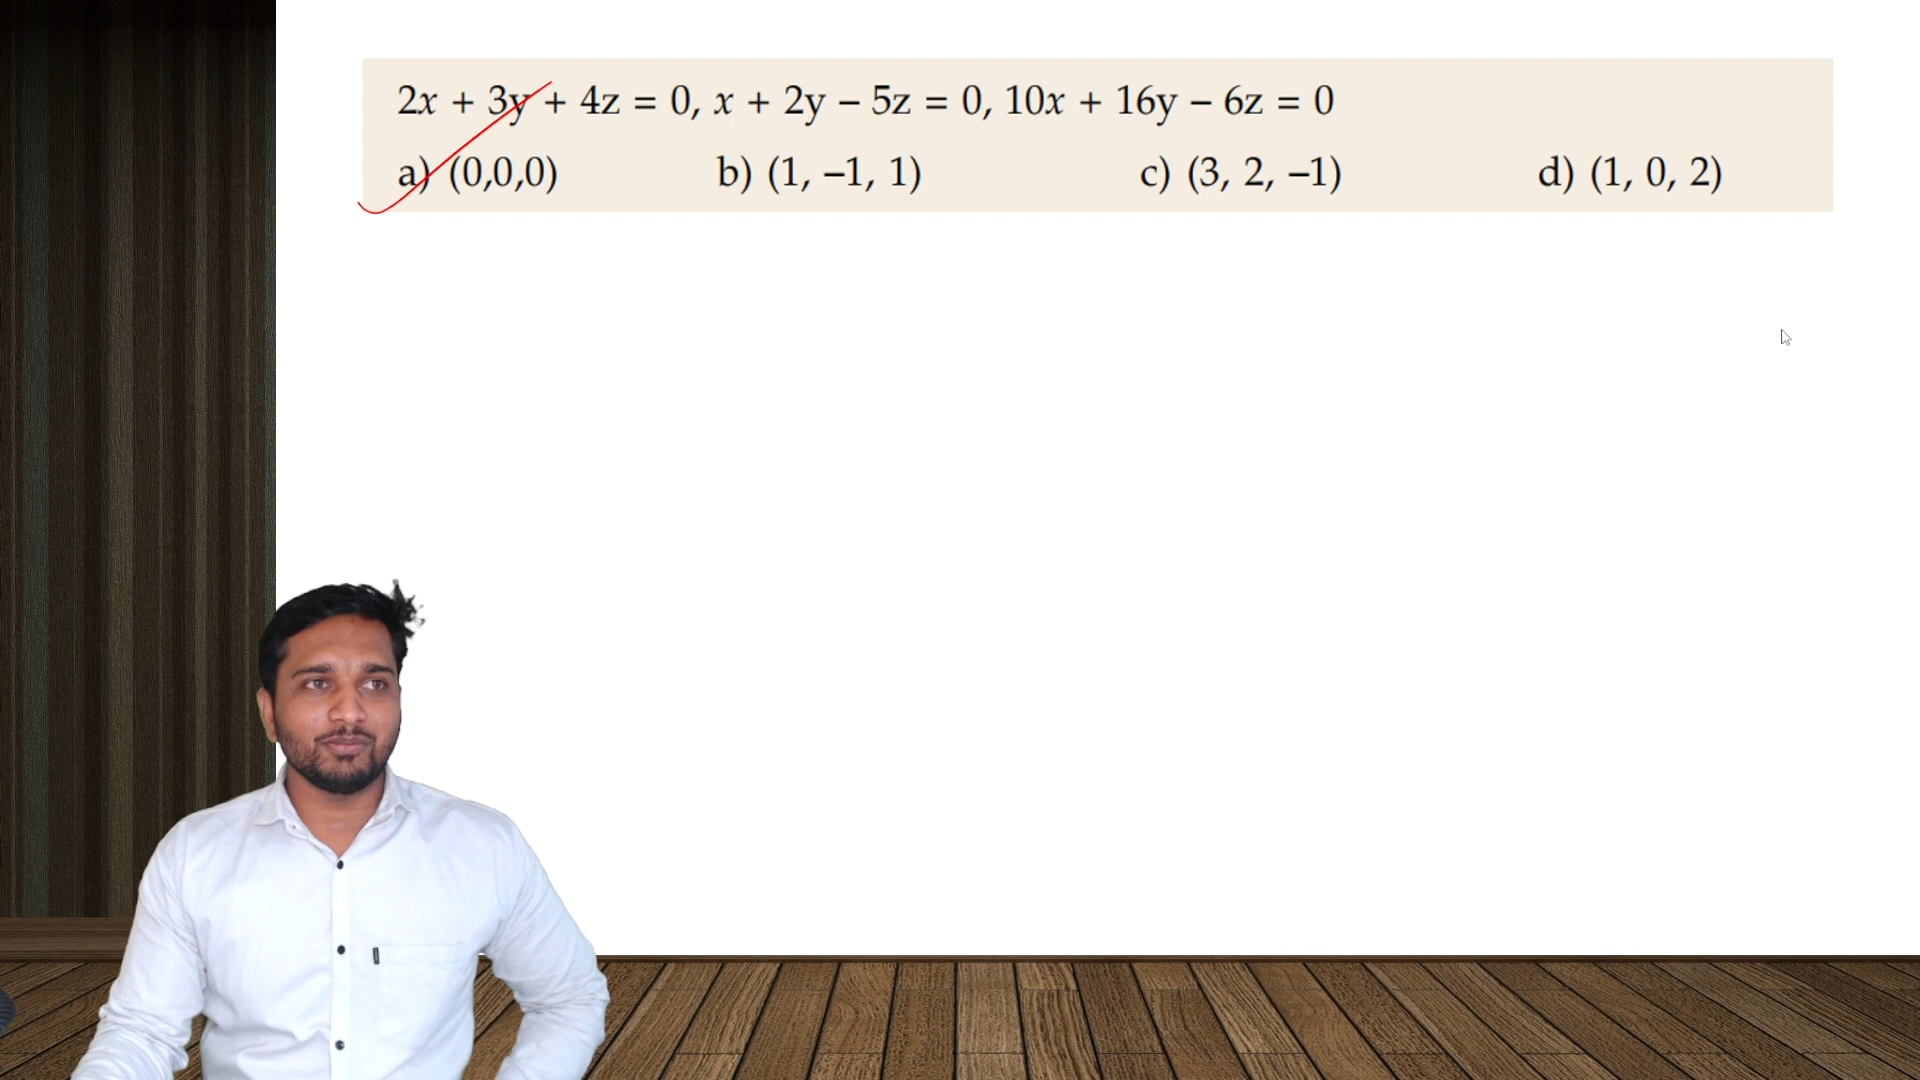 2x + 3y + 4z = 0, x + 2y – 5z = 0, 10x + 16y – 6z = 0
a) (0,0,0) b) (1, –1, 1) c) (3, 2, –1) d) (1, 0, 2)